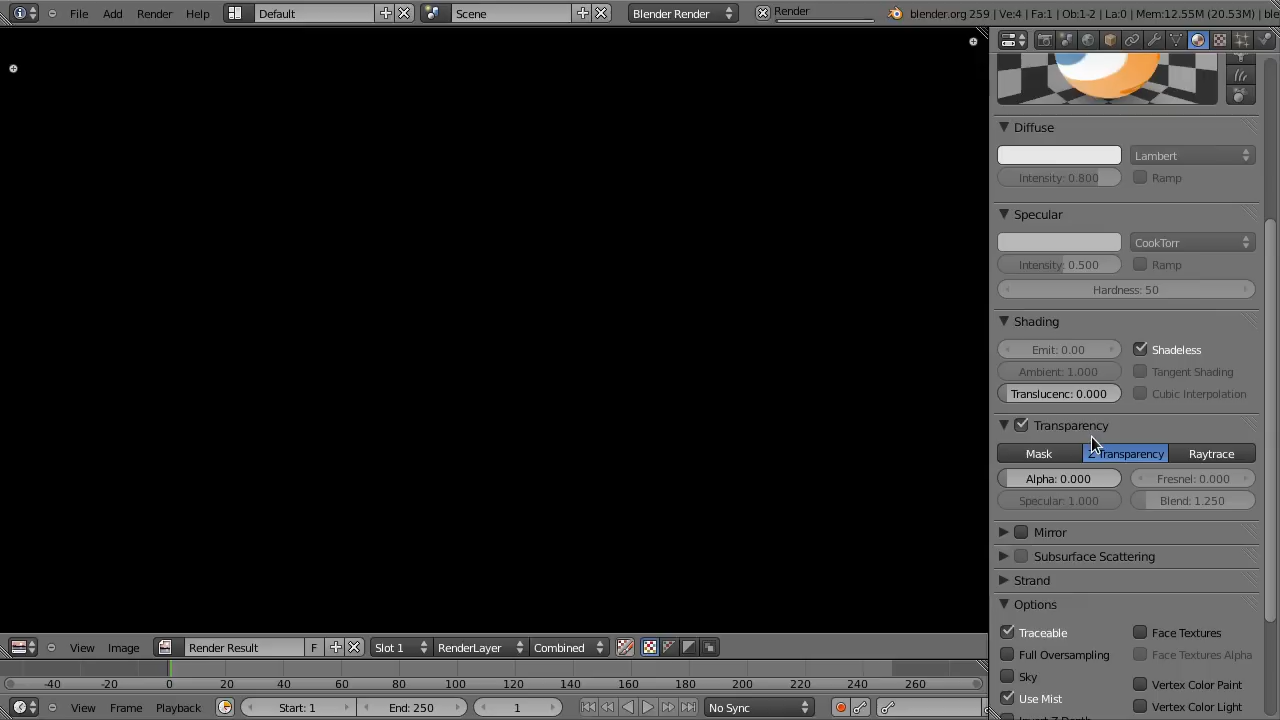 File Add Render Help Default Scene Blender Render Render blender.org 259 | Ve:4 | Fa:1 | Ob:1-2 | La:0 | Mem:12.55M (20.53M) | ble
Diffuse
Lambert
Intensity: 0.800 Ramp
Specular
CookTorr
Intensity: 0.500 Ramp
Hardness: 50
Shading
Emit: 0.00 Shadeless
Ambient: 1.000 Tangent Shading
Translucenc: 0.000 Cubic Interpolation
Transparency
Mask Z Transparency Raytrace
Alpha: 0.000 Fresnel: 0.000
Specular: 1.000 Blend: 1.250
Mirror
Subsurface Scattering
Strand
Options
Traceable Face Textures
Full Oversampling Face Textures Alpha
Sky
Vertex Color Paint
Use Mist
Vertex Color Light
Invert Z Depth
View Image Render Result F Slot 1 RenderLayer Combined
-40 -20 0 20 40 60 80 100 120 140 160 180 200 220 240 260
View Frame Playback Start: 1 End: 250 1 No Sync